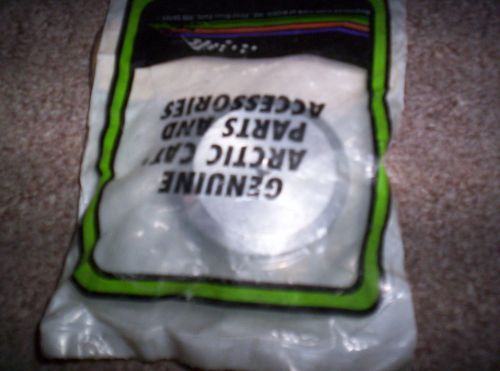 GENUINE
ARCTIC CAT
PARTS AND
ACCESSORIES